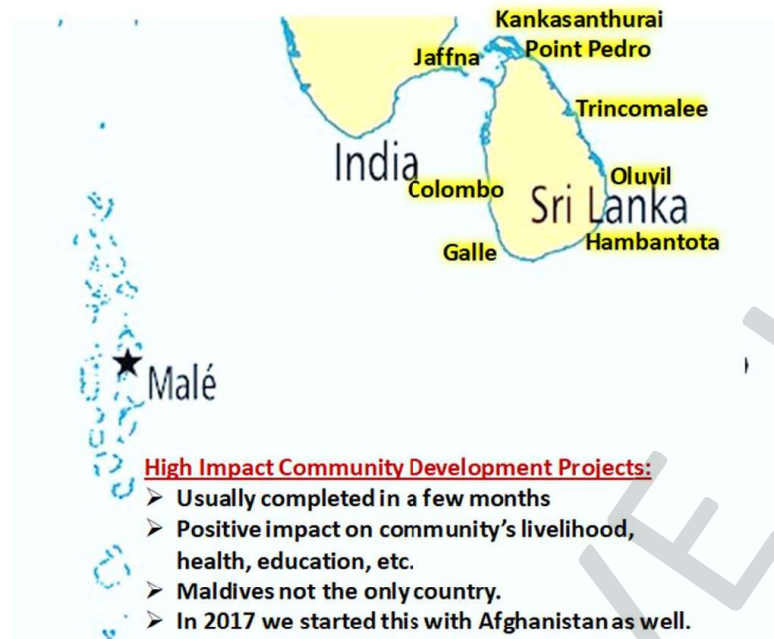 Kankasanthurai
Jaffna
Point Pedro
Trincomalee
India
Oluvil
Colombo
Sri Lanka
Hambantota
Galle
Malé
High Impact Community Development Projects:
➤ Usually completed in a few months
➤ Positive impact on community's livelihood,
health, education, etc.
➤ Maldives not the only country.
➤ In 2017 we started this with Afghanistan as well.